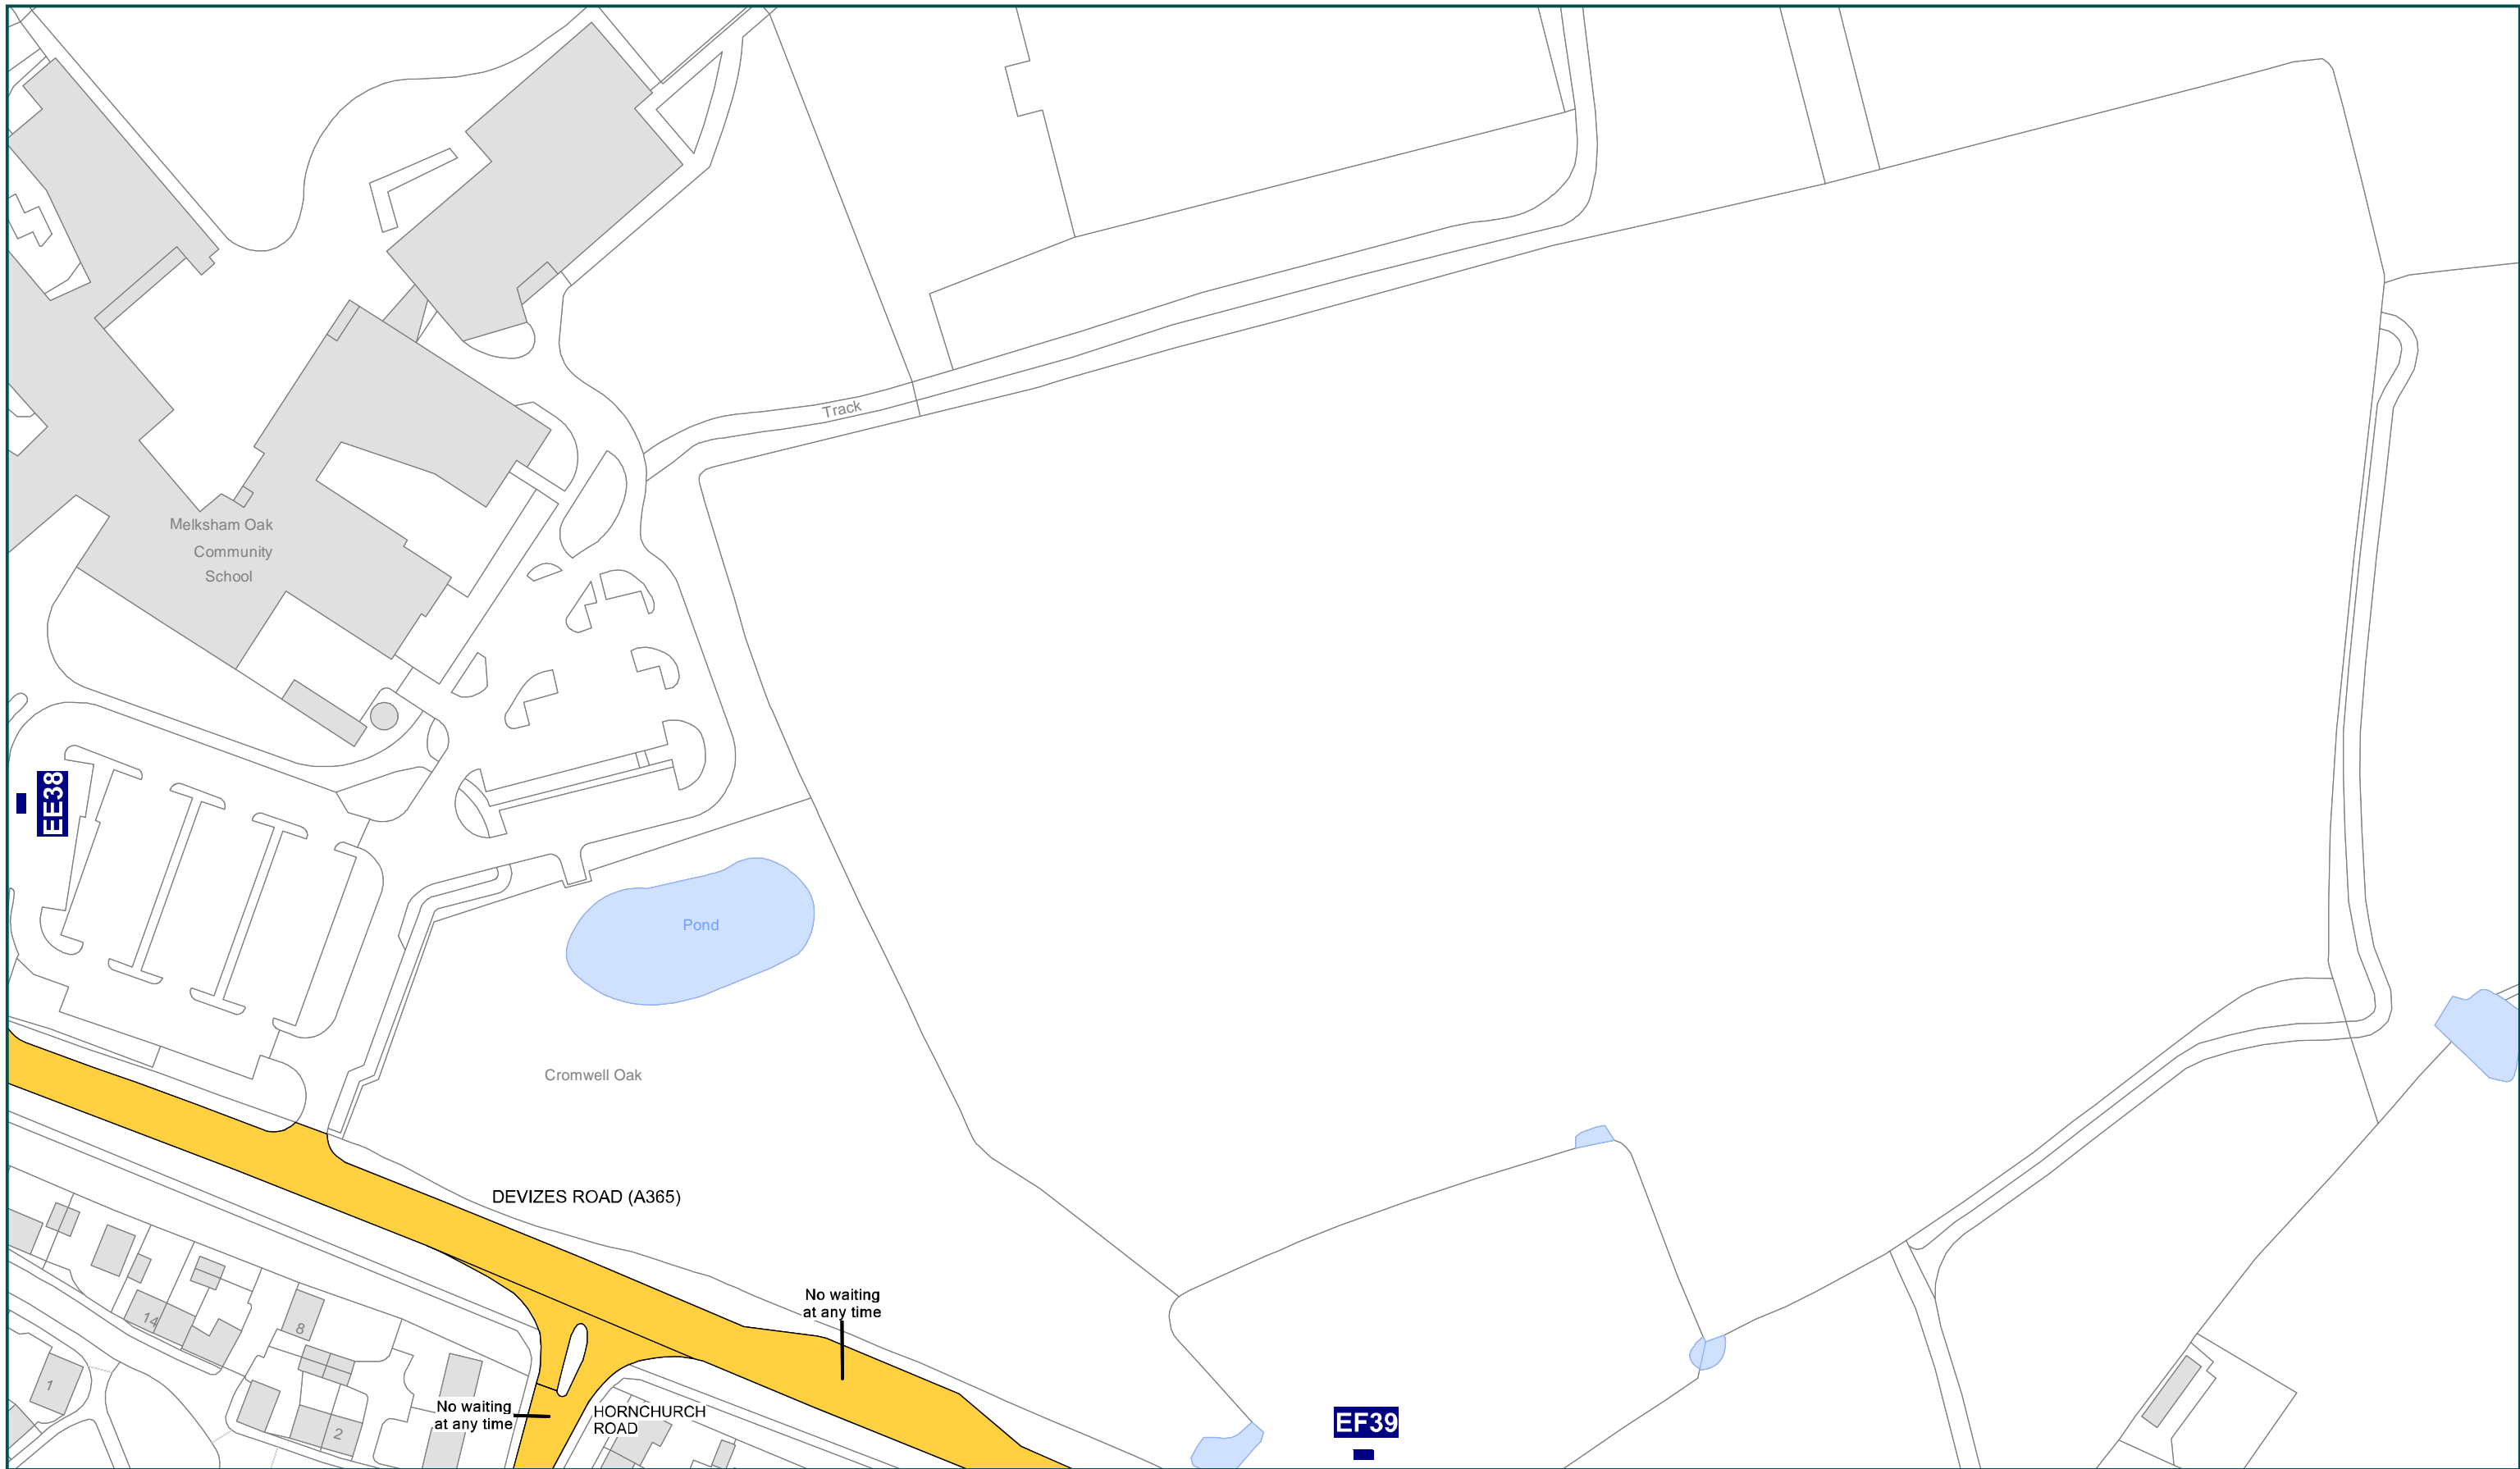 Track
Melksham Oak
Community
School
EE38
Pond
Cromwell Oak
DEVIZES ROAD (A365)
No waiting
at any time
14
8
1
No waiting
at any time
HORNCHURCH
ROAD
2
EF39